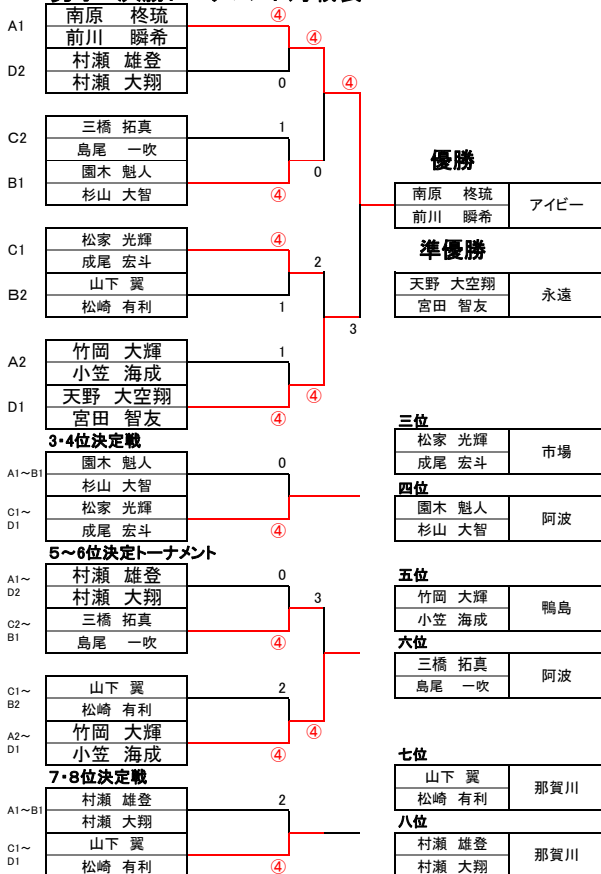 A1 南原 柊琉 ④
前川 瞬希 ④
D2 村瀬 雄登
村瀬 大翔 0 ④
C2 三橋 拓真 1
島尾 一吹
B1 園木 魁人 0
杉山 大智 ④
優勝
南原 柊琉 アイビー
前川 瞬希
C1 松家 光輝 ④
成尾 宏斗 2
B2 山下 翼
松崎 有利 1
3
準優勝
天野 大空翔 永遠
宮田 智友
A2 竹岡 大輝 1
小笠 海成
D1 天野 大空翔 ④
宮田 智友 ④
3・4位決定戦
A1～B1 園木 魁人 0
杉山 大智
C1～
D1 松家 光輝
成尾 宏斗 ④
三位
松家 光輝 市場
成尾 宏斗
四位
園木 魁人 阿波
杉山 大智
5～6位決定トーナメント
A1～
D2 村瀬 雄登 0
村瀬 大翔 3
C2～
B1 三橋 拓真
島尾 一吹 ④
C1～
B2 山下 翼 2
松崎 有利
A2～
D1 竹岡 大輝 ④
小笠 海成 ④
五位
竹岡 大輝 鴨島
小笠 海成
六位
三橋 拓真 阿波
島尾 一吹
7・8位決定戦
A1～B1 村瀬 雄登 2
村瀬 大翔
C1～
D1 山下 翼
松崎 有利 ④
七位
山下 翼 那賀川
松崎 有利
八位
村瀬 雄登 那賀川
村瀬 大翔